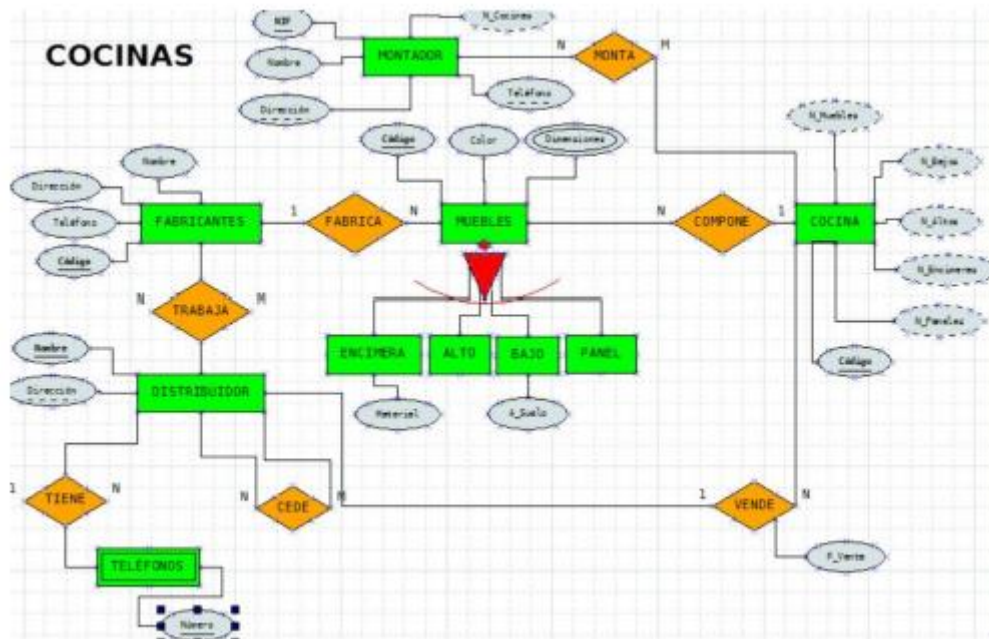 COCINAS
NIF
N_Cocinas
MONTADOR
N
MONTA
M
Nombre
Dirección
Teléfono
N_Muebles
Código
Color
Dimensiones
Nombre
N_Bajos
Dirección
Teléfono
FABRICANTES
1
FABRICA
N
MUEBLES
N
COMPONE
1
COCINA
N_Altos
Código
N_Encimeras
N
TRABAJA
M
N_Paneles
Nombre
ENCIMERA
ALTO
BAJO
PANEL
Código
Dirección
DISTRIBUIDOR
Material
A_Suelo
1
TIENE
N
N
CEDE
M
1
VENDE
N
F_Venta
TELÉFONOS
Número